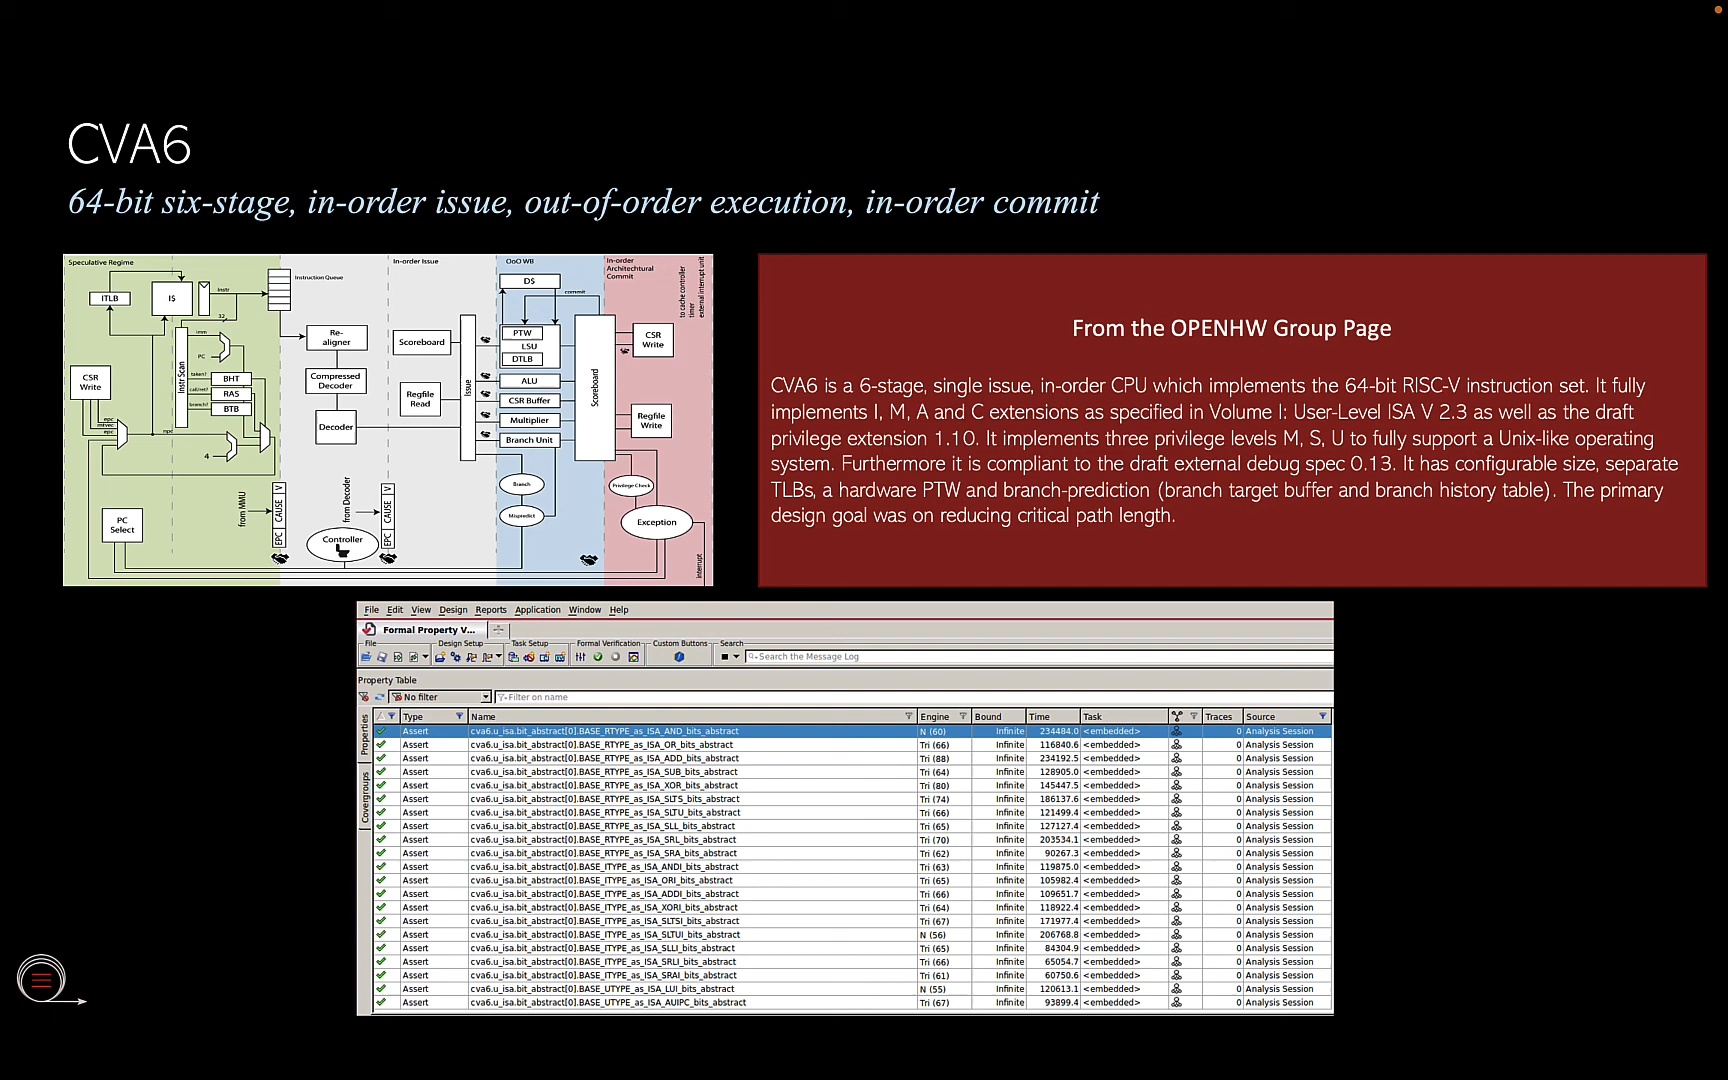 CVA6
64-bit six-stage, in-order issue, out-of-order execution, in-order commit
Speculative Regime
In-order Issue
OoO WB
In-order
Architechtural
Commit
to cache controller
timer
external interrupt unit
Instruction Queue
ITLB
I$
Instr
32
Instr Scan
imm
PC
taken?
call/ret?
branch?
BHT
RAS
BTB
CSR
Write
epc
mtvec
epc
npc
4
PC
Select
Re-
aligner
Compressed
Decoder
Decoder
from MMU
EPC CAUSE V
from Decoder
EPC CAUSE V
Controller
Scoreboard
Regfile
Read
Issue
D$
commit
PTW
LSU
DTLB
ALU
CSR Buffer
Multiplier
Branch Unit
Branch
Mispredict
Scoreboard
CSR
Write
Regfile
Write
Privilege Check
Exception
interrupt
From the OPENHW Group Page
CVA6 is a 6-stage, single issue, in-order CPU which implements the 64-bit RISC-V instruction set. It fully
implements I, M, A and C extensions as specified in Volume I: User-Level ISA V 2.3 as well as the draft
privilege extension 1.10. It implements three privilege levels M, S, U to fully support a Unix-like operating
system. Furthermore it is compliant to the draft external debug spec 0.13. It has configurable size, separate
TLBs, a hardware PTW and branch-prediction (branch target buffer and branch history table). The primary
design goal was on reducing critical path length.
File Edit View Design Reports Application Window Help
Formal Property V...
File Design Setup Task Setup Formal Verification Custom Buttons Search
Search the Message Log
Property Table
No filter Filter on name
Properties
Covergroups
Type Name Engine Bound Time Task Traces Source
Assert cva6.u_isa.bit_abstract[0].BASE_RTYPE_as_ISA_AND_bits_abstract N (60) Infinite 234484.0 <embedded> 0 Analysis Session
Assert cva6.u_isa.bit_abstract[0].BASE_RTYPE_as_ISA_OR_bits_abstract Tri (66) Infinite 116840.6 <embedded> 0 Analysis Session
Assert cva6.u_isa.bit_abstract[0].BASE_RTYPE_as_ISA_ADD_bits_abstract Tri (88) Infinite 234192.5 <embedded> 0 Analysis Session
Assert cva6.u_isa.bit_abstract[0].BASE_RTYPE_as_ISA_SUB_bits_abstract Tri (64) Infinite 128905.0 <embedded> 0 Analysis Session
Assert cva6.u_isa.bit_abstract[0].BASE_RTYPE_as_ISA_XOR_bits_abstract Tri (80) Infinite 145447.5 <embedded> 0 Analysis Session
Assert cva6.u_isa.bit_abstract[0].BASE_RTYPE_as_ISA_SLTS_bits_abstract Tri (74) Infinite 186137.6 <embedded> 0 Analysis Session
Assert cva6.u_isa.bit_abstract[0].BASE_RTYPE_as_ISA_SLTU_bits_abstract Tri (66) Infinite 121499.4 <embedded> 0 Analysis Session
Assert cva6.u_isa.bit_abstract[0].BASE_RTYPE_as_ISA_SLL_bits_abstract Tri (65) Infinite 127127.4 <embedded> 0 Analysis Session
Assert cva6.u_isa.bit_abstract[0].BASE_RTYPE_as_ISA_SRL_bits_abstract Tri (70) Infinite 203534.1 <embedded> 0 Analysis Session
Assert cva6.u_isa.bit_abstract[0].BASE_RTYPE_as_ISA_SRA_bits_abstract Tri (62) Infinite 90267.3 <embedded> 0 Analysis Session
Assert cva6.u_isa.bit_abstract[0].BASE_ITYPE_as_ISA_ANDI_bits_abstract Tri (63) Infinite 119875.0 <embedded> 0 Analysis Session
Assert cva6.u_isa.bit_abstract[0].BASE_ITYPE_as_ISA_ORI_bits_abstract Tri (65) Infinite 105982.4 <embedded> 0 Analysis Session
Assert cva6.u_isa.bit_abstract[0].BASE_ITYPE_as_ISA_ADDI_bits_abstract Tri (66) Infinite 109651.7 <embedded> 0 Analysis Session
Assert cva6.u_isa.bit_abstract[0].BASE_ITYPE_as_ISA_XORI_bits_abstract Tri (64) Infinite 118922.4 <embedded> 0 Analysis Session
Assert cva6.u_isa.bit_abstract[0].BASE_ITYPE_as_ISA_SLTSI_bits_abstract Tri (67) Infinite 171977.4 <embedded> 0 Analysis Session
Assert cva6.u_isa.bit_abstract[0].BASE_ITYPE_as_ISA_SLTUI_bits_abstract N (56) Infinite 206768.8 <embedded> 0 Analysis Session
Assert cva6.u_isa.bit_abstract[0].BASE_ITYPE_as_ISA_SLLI_bits_abstract Tri (65) Infinite 84304.9 <embedded> 0 Analysis Session
Assert cva6.u_isa.bit_abstract[0].BASE_ITYPE_as_ISA_SRLI_bits_abstract Tri (66) Infinite 65054.7 <embedded> 0 Analysis Session
Assert cva6.u_isa.bit_abstract[0].BASE_ITYPE_as_ISA_SRAI_bits_abstract Tri (61) Infinite 60750.6 <embedded> 0 Analysis Session
Assert cva6.u_isa.bit_abstract[0].BASE_UTYPE_as_ISA_LUI_bits_abstract N (55) Infinite 120613.1 <embedded> 0 Analysis Session
Assert cva6.u_isa.bit_abstract[0].BASE_UTYPE_as_ISA_AUIPC_bits_abstract Tri (67) Infinite 93899.4 <embedded> 0 Analysis Session